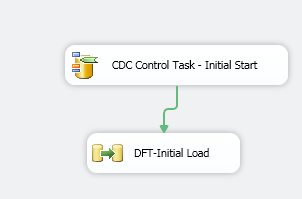 CDC Control Task - Initial Start
DFT-Initial Load